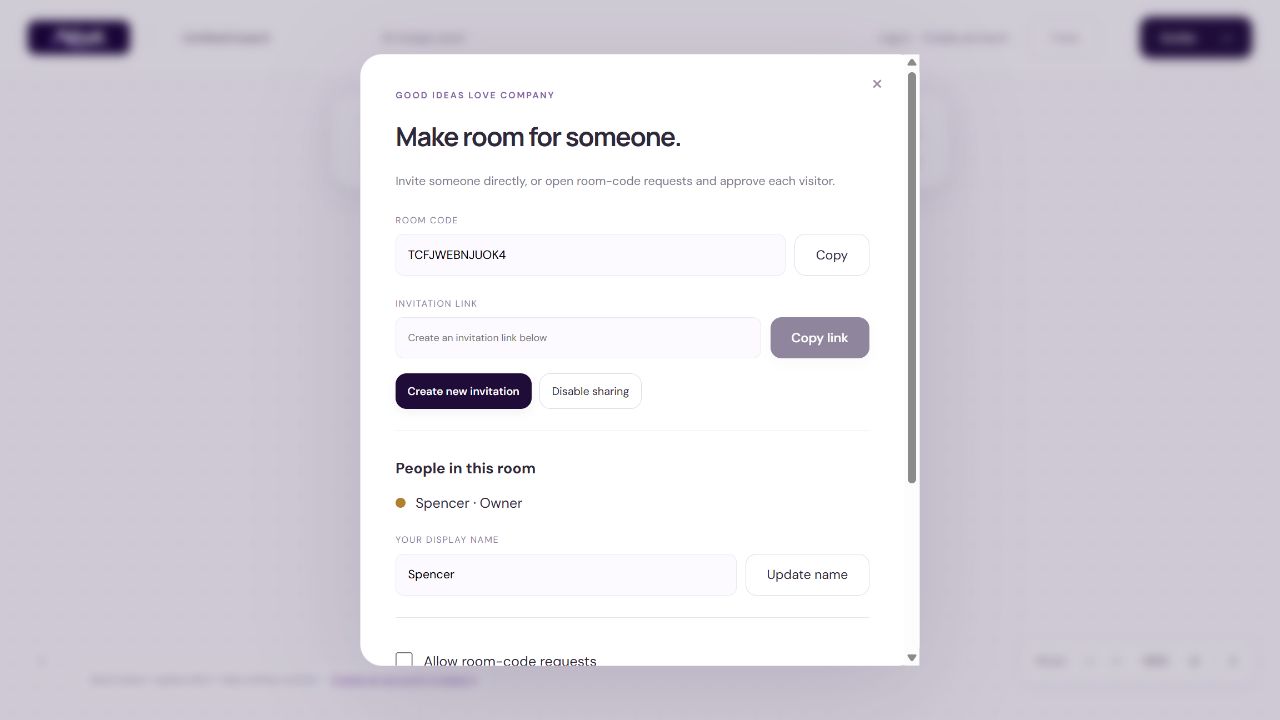 GOOD IDEAS LOVE COMPANY
Make room for someone.
Invite someone directly, or open room-code requests and approve each visitor.
ROOM CODE
TCFJWEBNJUOK4
Copy
INVITATION LINK
Create an invitation link below
Copy link
Create new invitation
Disable sharing
People in this room
Spencer · Owner
YOUR DISPLAY NAME
Spencer
Update name
Allow room-code requests